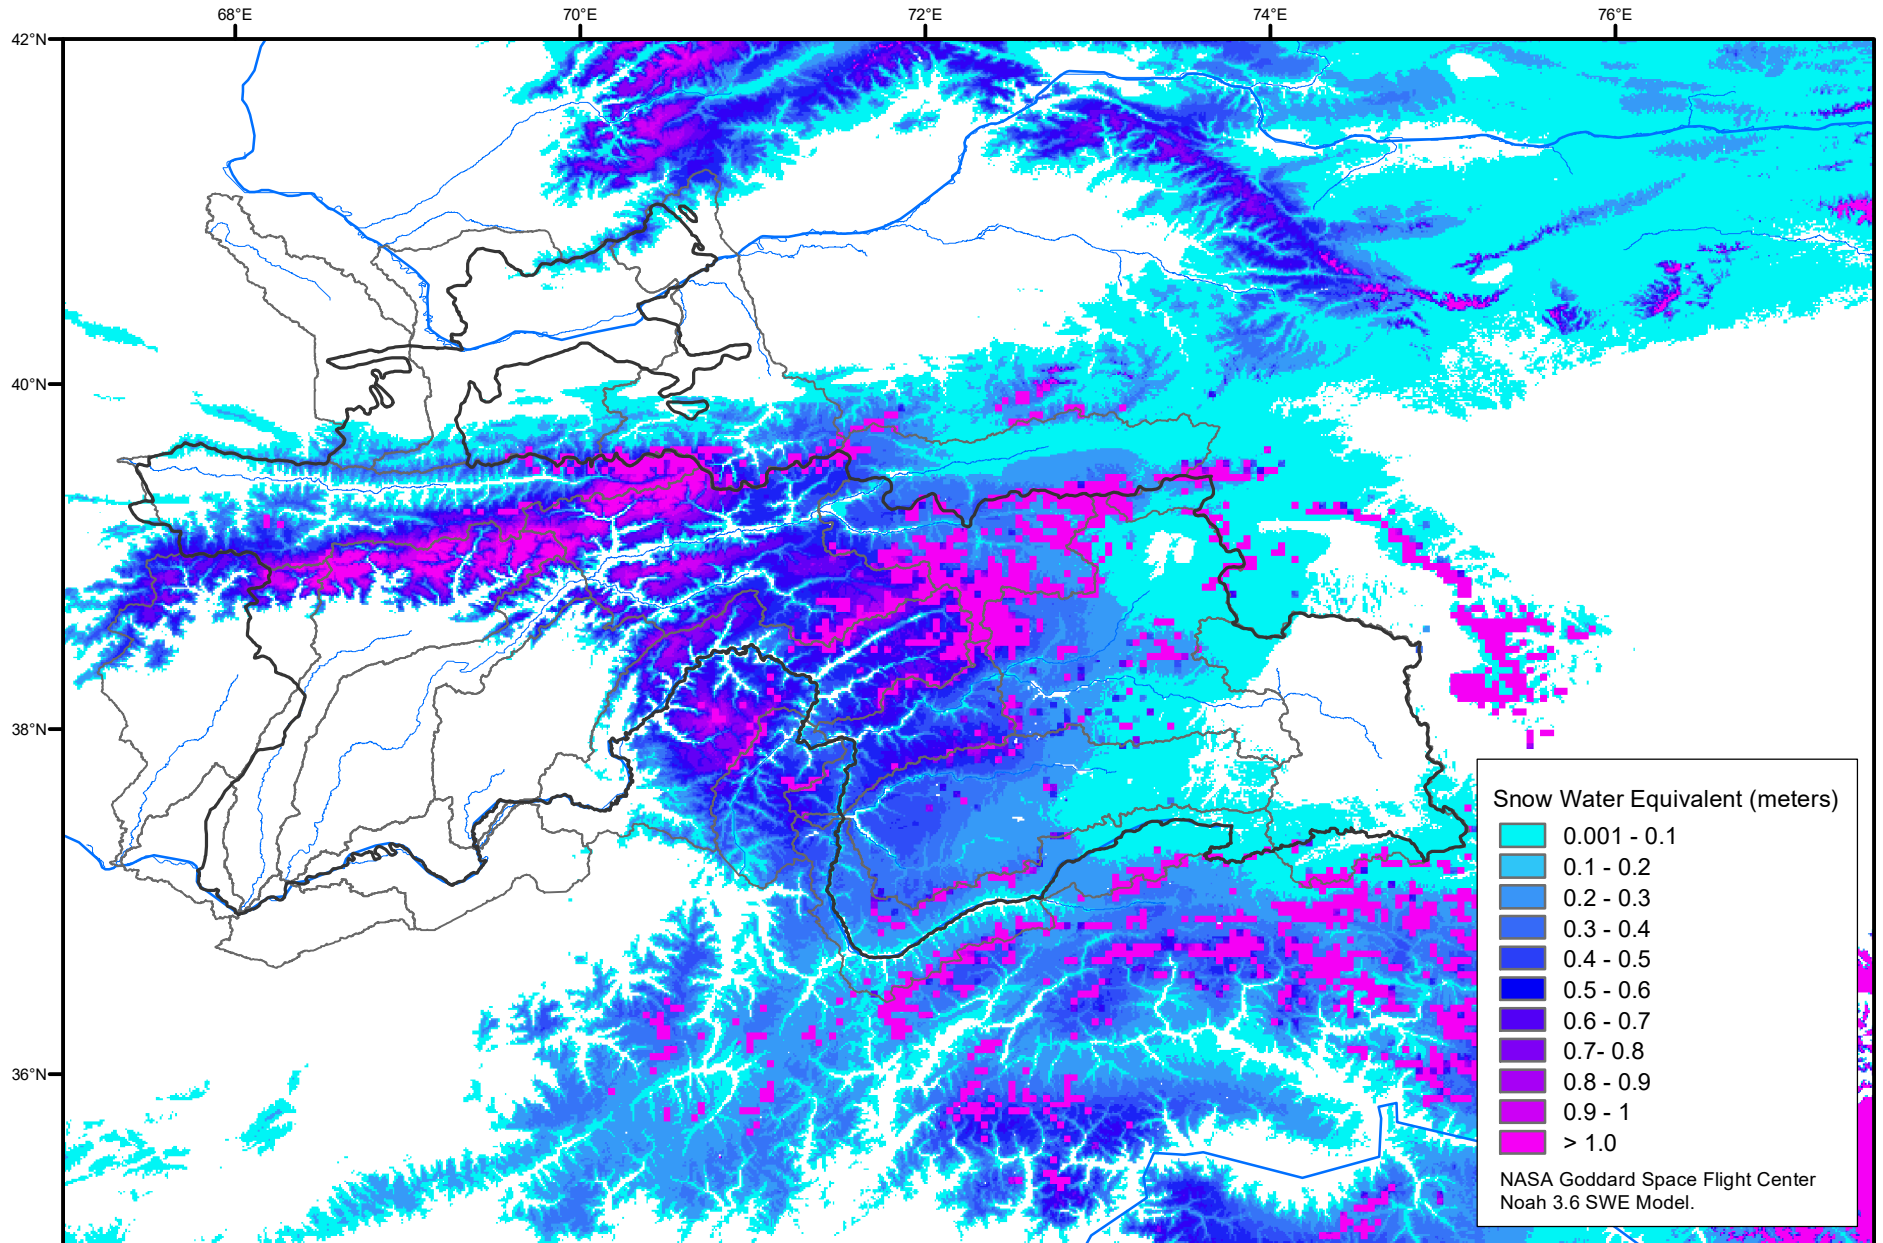 68°E 70°E 72°E 74°E 76°E
42°N
40°N
38°N
36°N
Snow Water Equivalent (meters)
0.001 - 0.1
0.1 - 0.2
0.2 - 0.3
0.3 - 0.4
0.4 - 0.5
0.5 - 0.6
0.6 - 0.7
0.7- 0.8
0.8 - 0.9
0.9 - 1
> 1.0
NASA Goddard Space Flight Center
Noah 3.6 SWE Model.